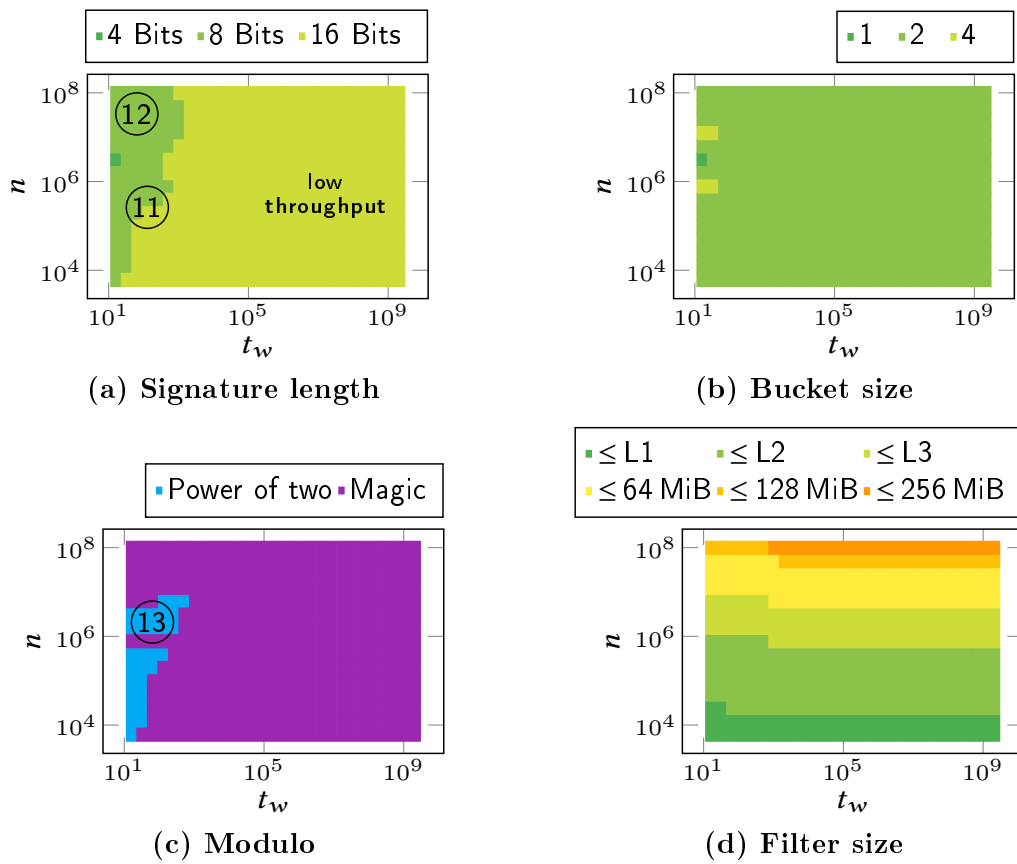 4 Bits 8 Bits 16 Bits
10^8
10^6
10^4
n
12
11
low
throughput
10^1 10^5 10^9
t_w
(a) Signature length
1 2 4
10^8
10^6
10^4
n
10^1 10^5 10^9
t_w
(b) Bucket size
Power of two Magic
10^8
10^6
10^4
n
13
10^1 10^5 10^9
t_w
(c) Modulo
≤ L1 ≤ L2 ≤ L3
≤ 64 MiB ≤ 128 MiB ≤ 256 MiB
10^8
10^6
10^4
n
10^1 10^5 10^9
t_w
(d) Filter size